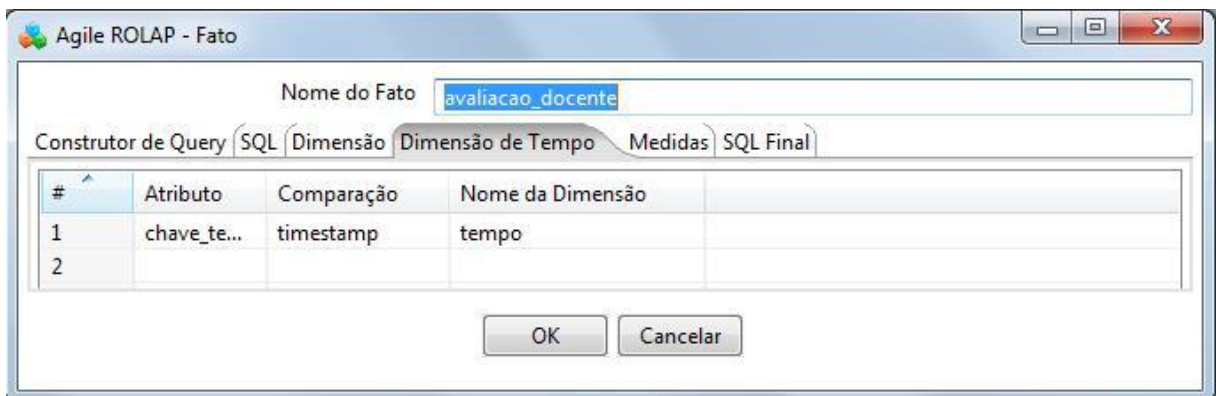 Agile ROLAP - Fato
Nome do Fato avaliacao_docente
Construtor de Query SQL Dimensão Dimensão de Tempo Medidas SQL Final
# Atributo Comparação Nome da Dimensão
1 chave_te... timestamp tempo
2
OK Cancelar